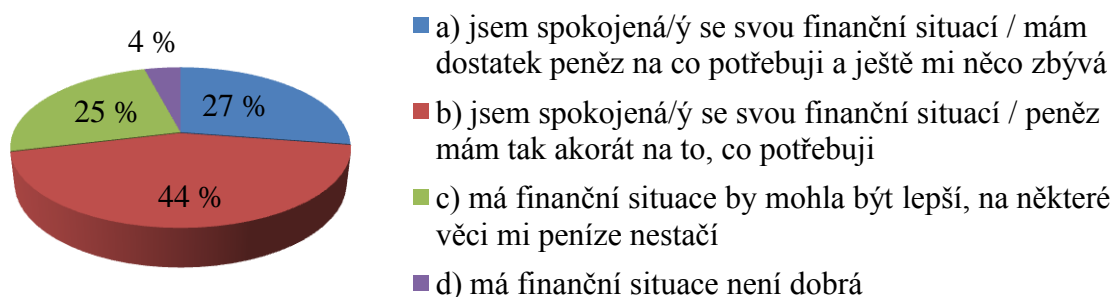 4 %
27 %
25 %
44 %
a) jsem spokojená/ý se svou finanční situací / mám
dostatek peněz na co potřebuji a ještě mi něco zbývá
b) jsem spokojená/ý se svou finanční situací / peněz
mám tak akorát na to, co potřebuji
c) má finanční situace by mohla být lepší, na některé
věci mi peníze nestačí
d) má finanční situace není dobrá